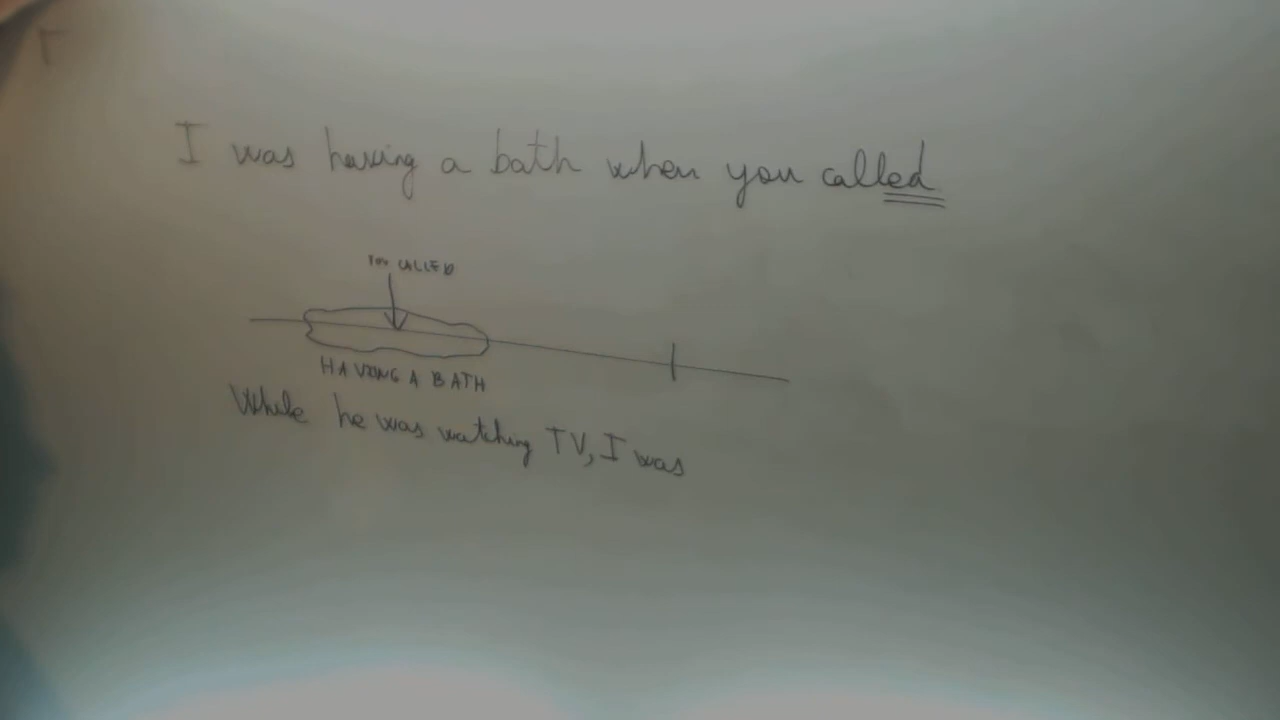 I was having a bath when you called
YOU CALLED
HAVING A BATH
While he was watching TV, I was